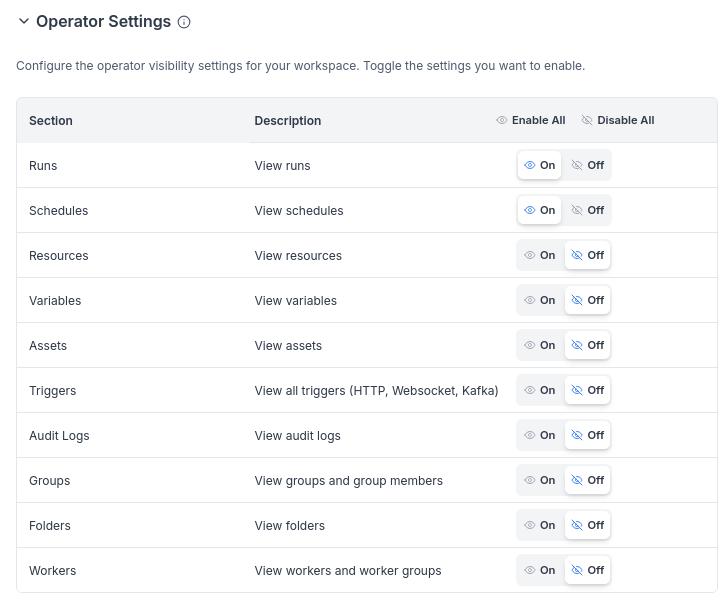 Operator Settings
Configure the operator visibility settings for your workspace. Toggle the settings you want to enable.
Section Description Enable All Disable All
Runs View runs On Off
Schedules View schedules On Off
Resources View resources On Off
Variables View variables On Off
Assets View assets On Off
Triggers View all triggers (HTTP, Websocket, Kafka) On Off
Audit Logs View audit logs On Off
Groups View groups and group members On Off
Folders View folders On Off
Workers View workers and worker groups On Off